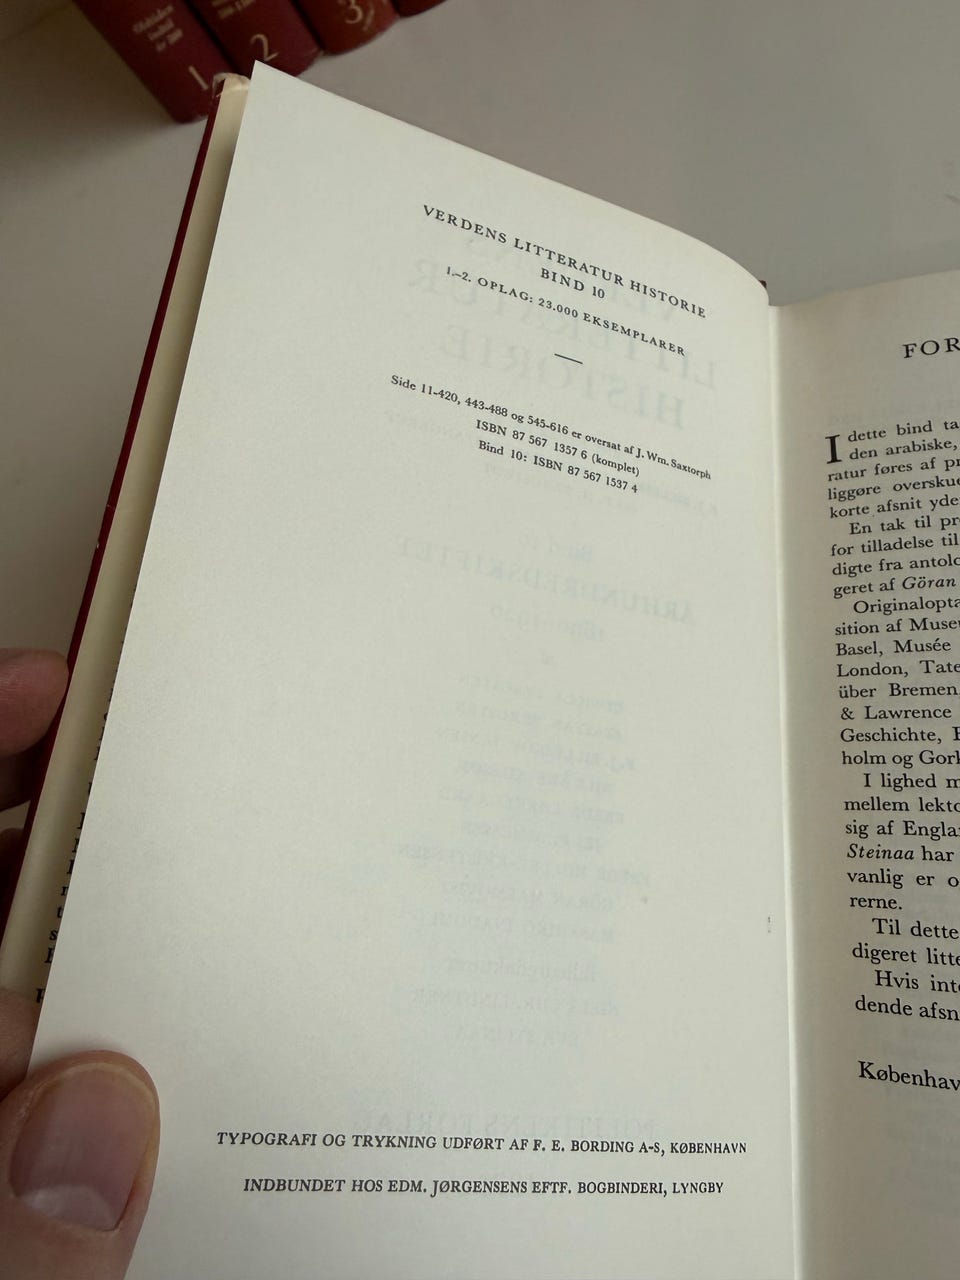 1
2
3
VERDENS LITTERATUR HISTORIE
BIND 10
1.-2. OPLAG: 23.000 EKSEMPLARER
Side 11-420, 443-488 og 545-616 er oversat af J. Wm. Saxtorph
ISBN 87 567 1357 6 (komplet)
Bind 10: ISBN 87 567 1537 4
TYPOGRAFI OG TRYKNING UDFØRT AF F. E. BORDING A-S, KØBENHAVN
INDBUNDET HOS EDM. JØRGENSENS EFTF. BOGBINDERI, LYNGBY
FOR
I dette bind ta
den arabiske,
ratur føres af p
liggøre oversku
korte afsnit yde
En tak til pr
for tilladelse til
digte fra antolo
geret af Göran
Originalopta
sition af Muse
Basel, Musée
London, Tate
über Bremen,
& Lawrence
Geschichte,
holm og Gork
I lighed m
mellem lekto
sig af Engla
Steinaa har
vanlig er o
rerne.
Til dette
digeret litte
Hvis int
dende afsn
Københav